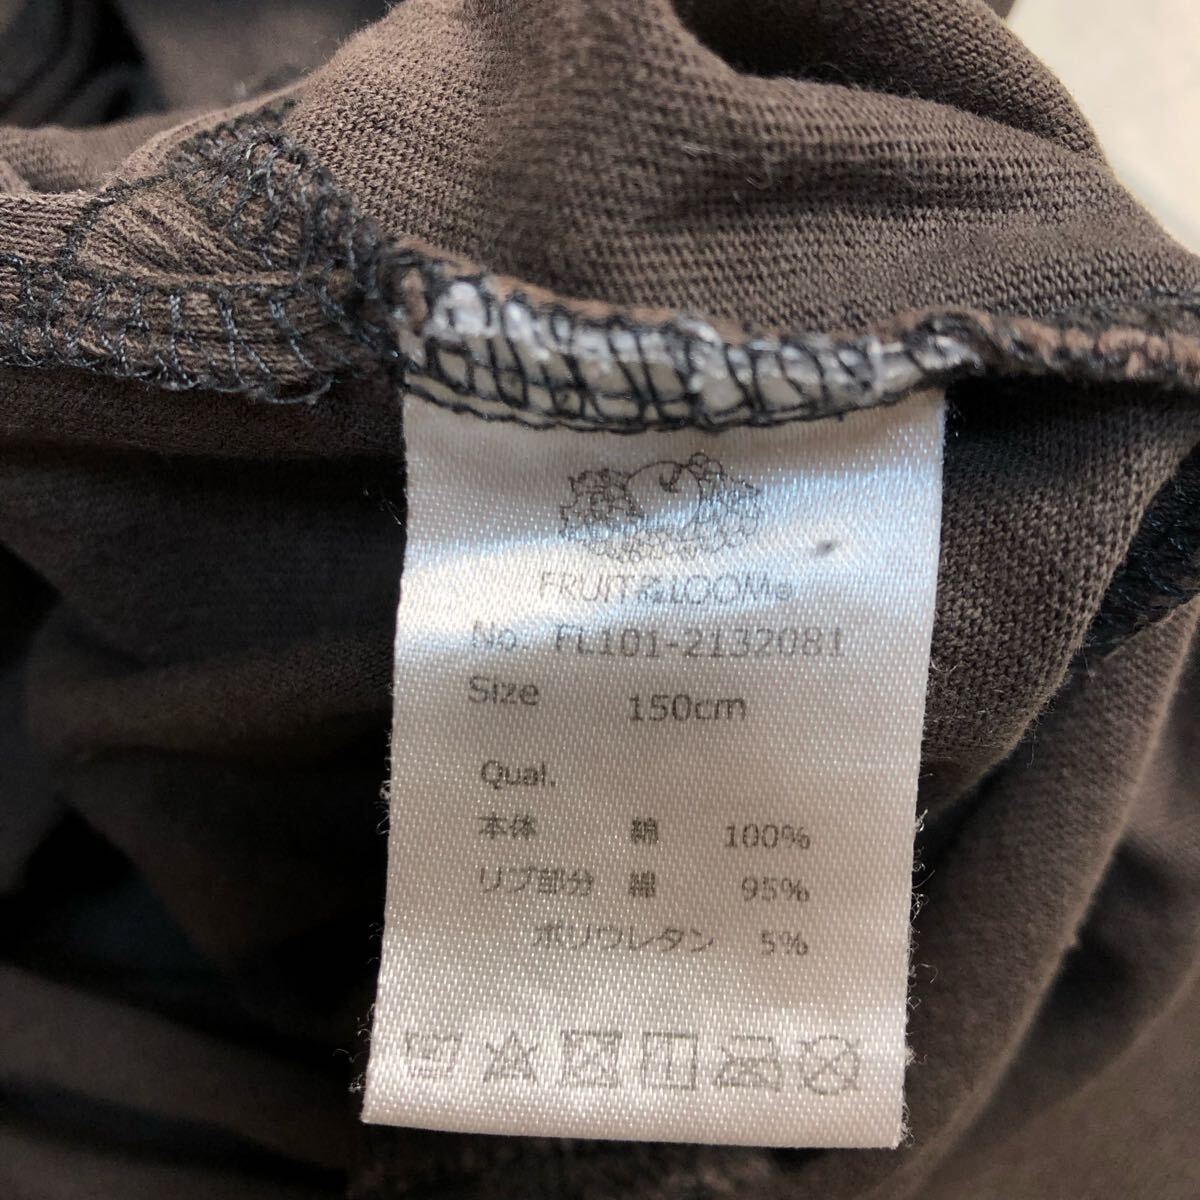 FRUIT OF THE LOOM®
No. FL101-2132081
Size 150cm
Qual.
本体 綿 100%
リブ部分 綿 95%
ポリウレタン 5%